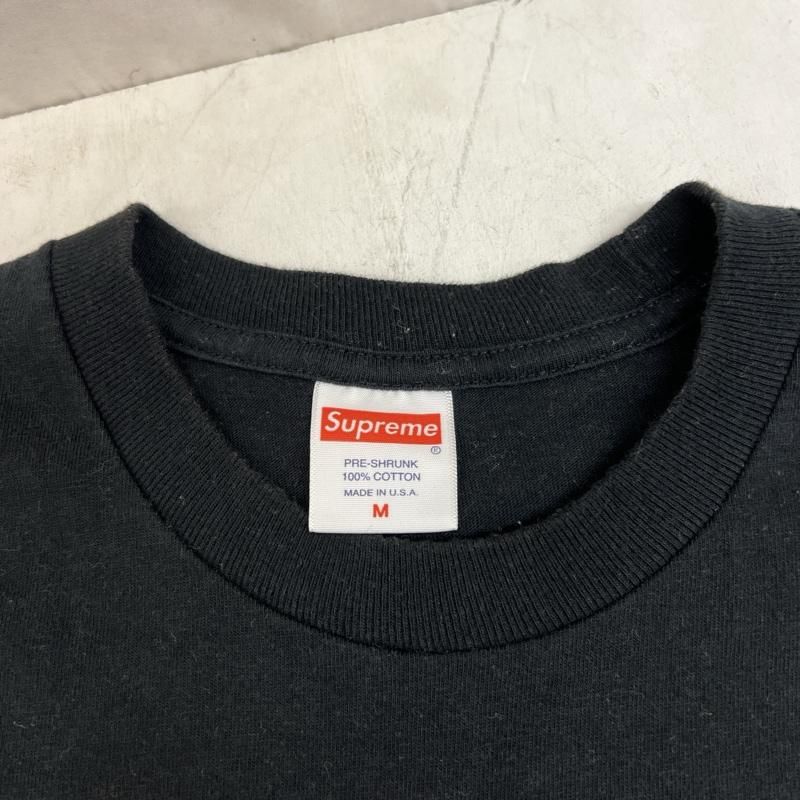 Supreme
®
PRE-SHRUNK
100% COTTON
MADE IN U.S.A.
M